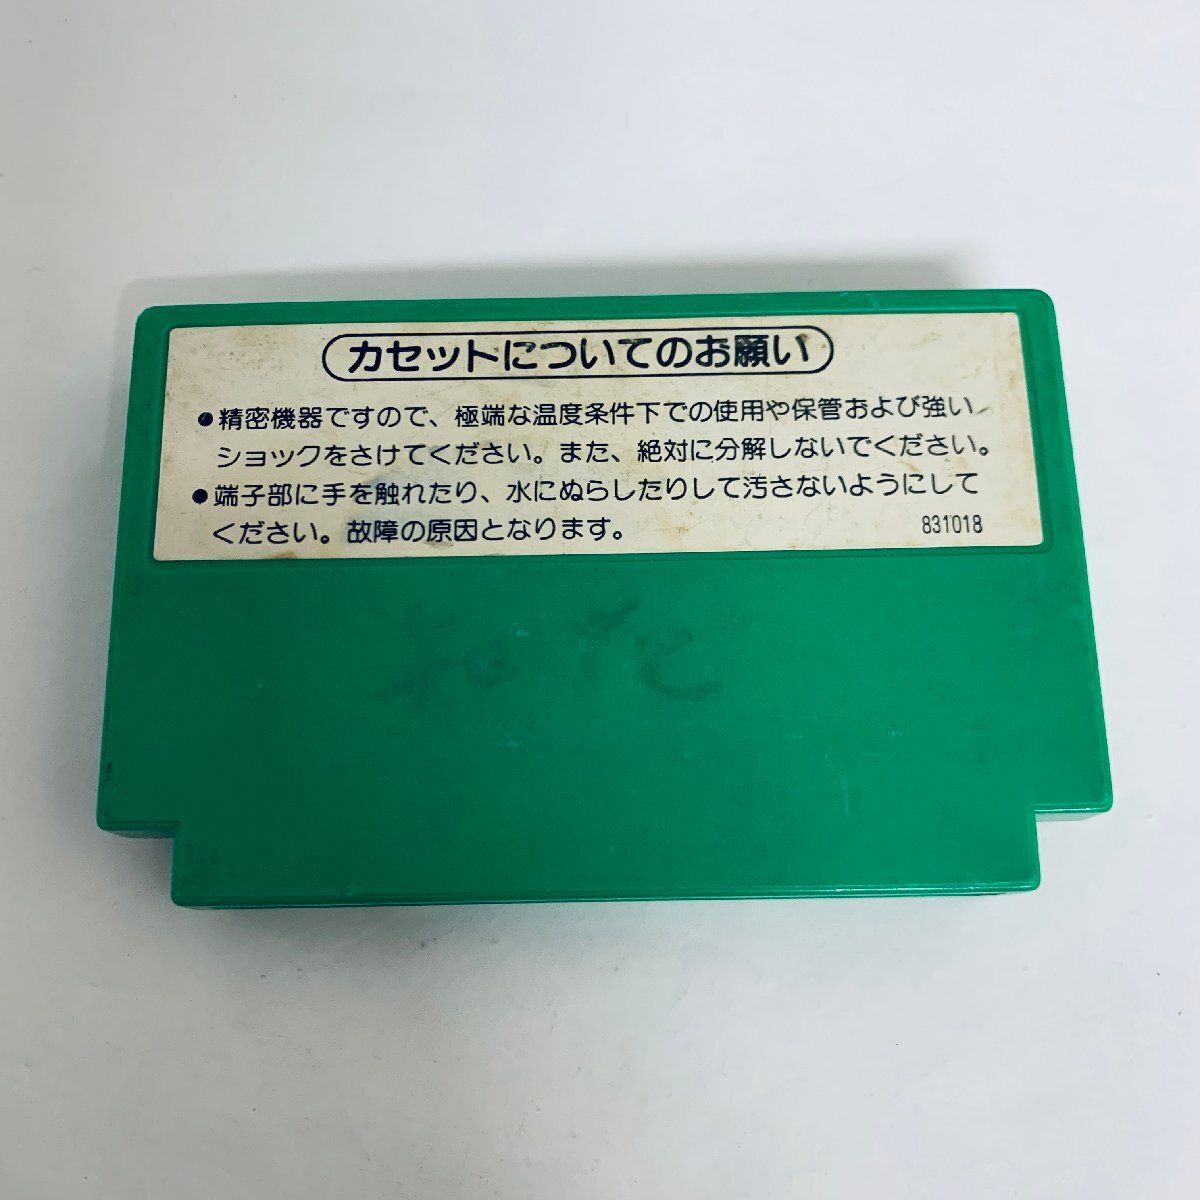 カセットについてのお願い
●精密機器ですので、極端な温度条件下での使用や保管および強い
ショックをさけてください。また、絶対に分解しないでください。
●端子部に手を触れたり、水にぬらしたりして汚さないようにして
ください。故障の原因となります。
831018